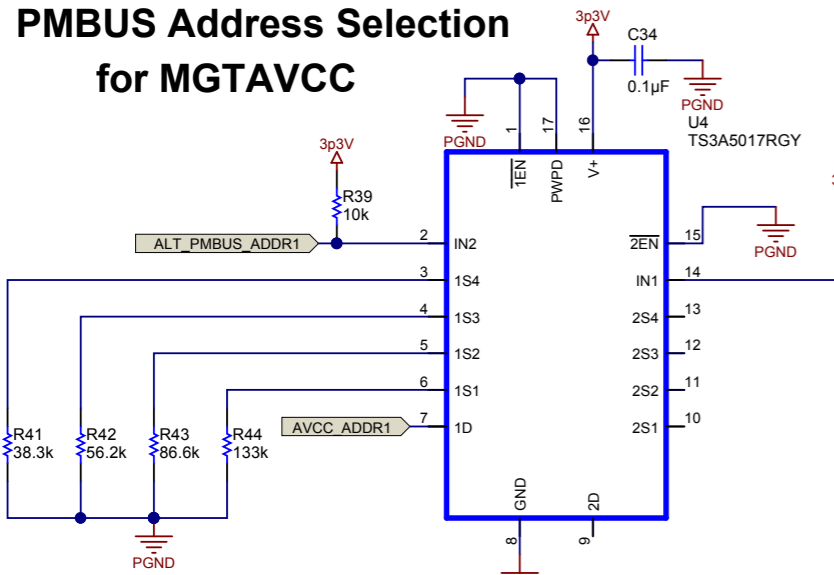 PMBUS Address Selection
for MGTAVCC
3p3V
C34
0.1µF
PGND
U4
TS3A5017RGY
PGND
1
17
16
1EN
PWPD
V+
3p3V
R39
10k
ALT_PMBUS_ADDR1
2
IN2
2EN
15
PGND
3
1S4
IN1
14
4
1S3
2S4
13
5
1S2
2S3
12
6
1S1
2S2
11
AVCC_ADDR1
7
1D
2S1
10
R41
38.3k
R42
56.2k
R43
86.6k
R44
133k
GND
2D
8
9
PGND